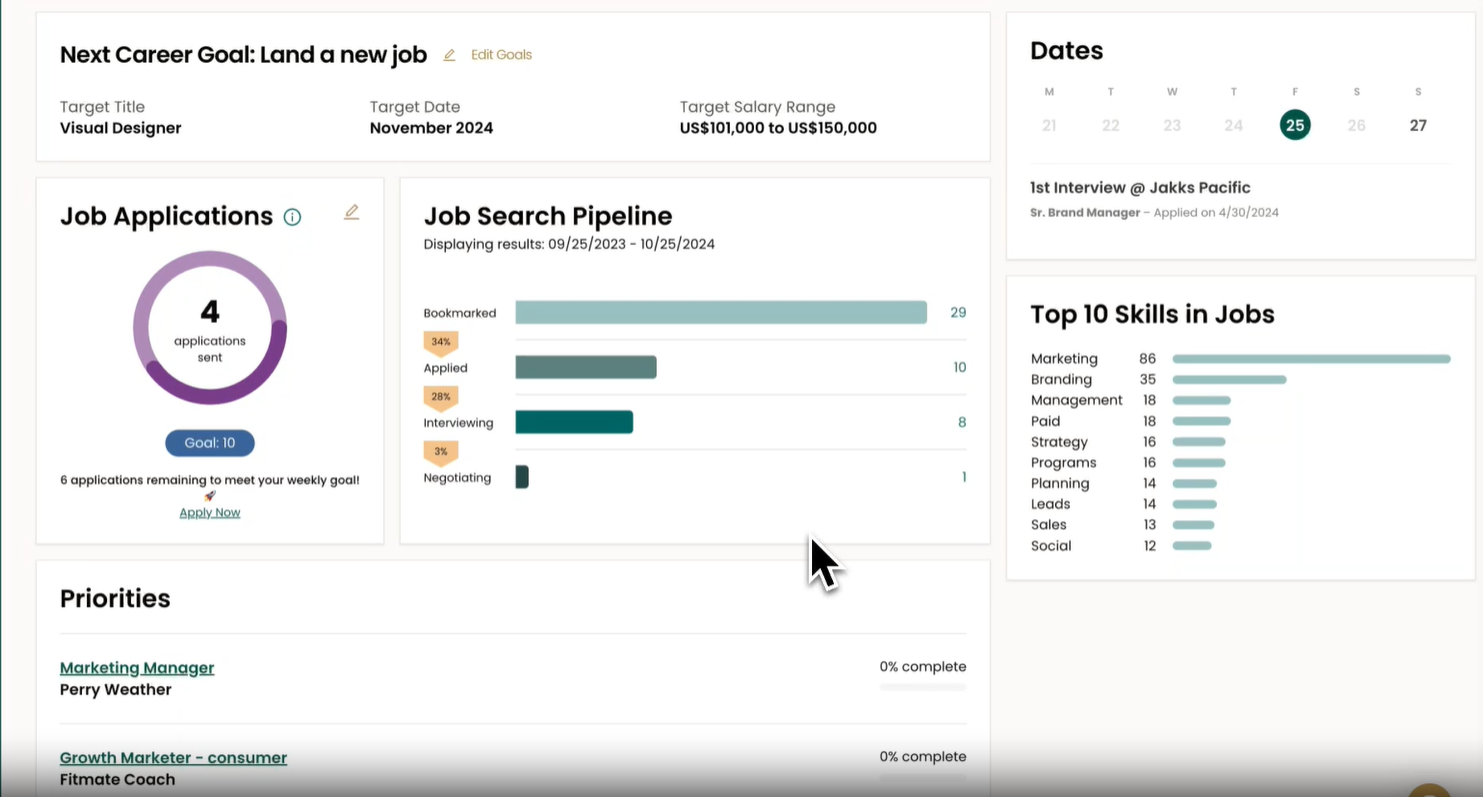 Next Career Goal: Land a new job Edit Goals
Target Title Target Date Target Salary Range
Visual Designer November 2024 US$101,000 to US$150,000
Job Applications
4
applications
sent
Goal: 10
6 applications remaining to meet your weekly goal!
🚀
Apply Now
Job Search Pipeline
Displaying results: 09/25/2023 - 10/25/2024
Bookmarked 29
34%
Applied 10
28%
Interviewing 8
3%
Negotiating 1
Priorities
Marketing Manager 0% complete
Perry Weather
Growth Marketer - consumer 0% complete
Fitmate Coach
Dates
M T W T F S S
21 22 23 24 25 26 27
1st Interview @ Jakks Pacific
Sr. Brand Manager – Applied on 4/30/2024
Top 10 Skills in Jobs
Marketing 86
Branding 35
Management 18
Paid 18
Strategy 16
Programs 16
Planning 14
Leads 14
Sales 13
Social 12